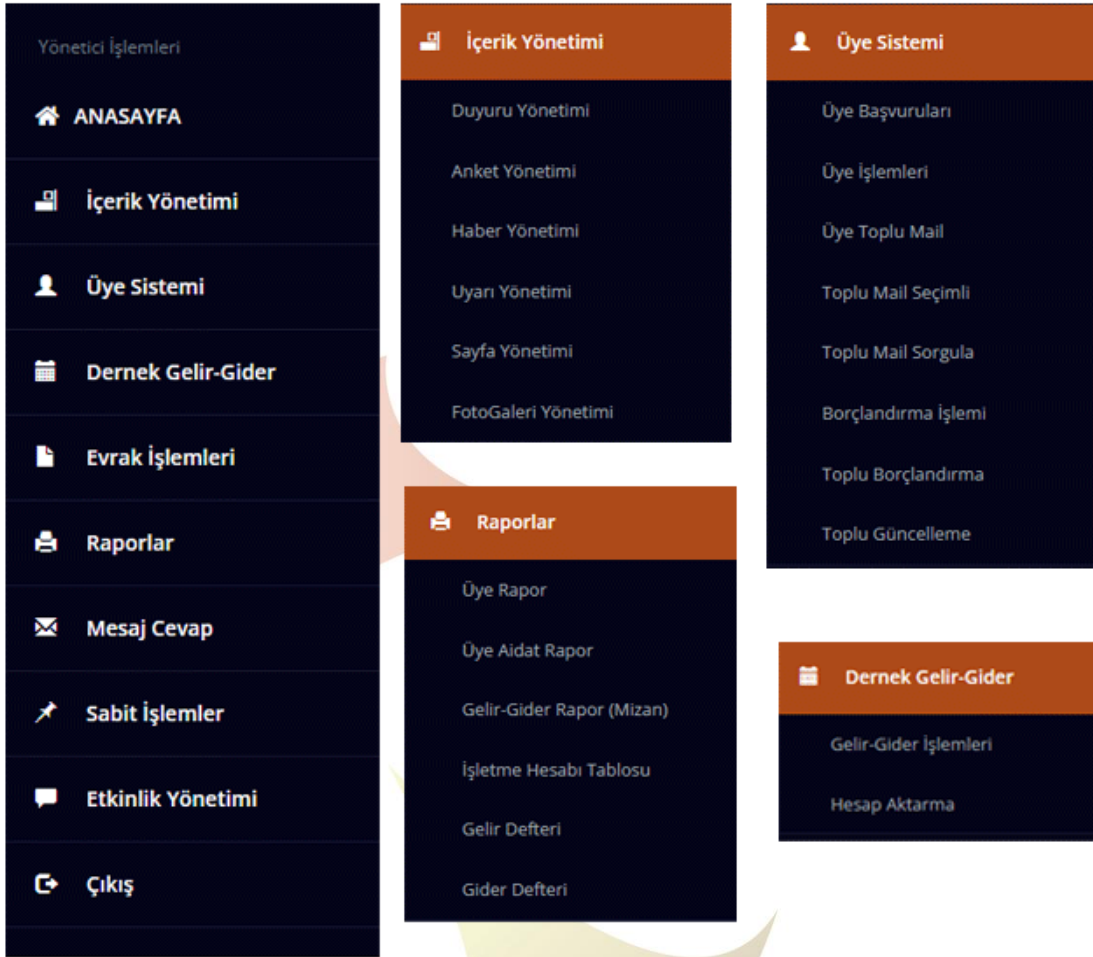 Yönetici İşlemleri
ANASAYFA
İçerik Yönetimi
Üye Sistemi
Dernek Gelir-Gider
Evrak İşlemleri
Raporlar
Mesaj Cevap
Sabit İşlemler
Etkinlik Yönetimi
Çıkış
İçerik Yönetimi
Duyuru Yönetimi
Anket Yönetimi
Haber Yönetimi
Uyarı Yönetimi
Sayfa Yönetimi
FotoGaleri Yönetimi
Raporlar
Üye Rapor
Üye Aidat Rapor
Gelir-Gider Rapor (Mizan)
İşletme Hesabı Tablosu
Gelir Defteri
Gider Defteri
Üye Sistemi
Üye Başvuruları
Üye İşlemleri
Üye Toplu Mail
Toplu Mail Seçimli
Toplu Mail Sorgula
Borçlandırma İşlemi
Toplu Borçlandırma
Toplu Güncelleme
Dernek Gelir-Gider
Gelir-Gider İşlemleri
Hesap Aktarma